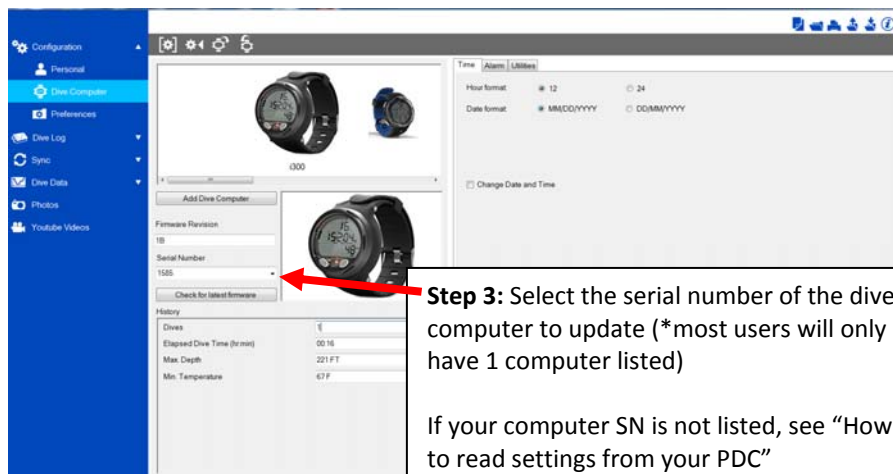 Configuration
Personal
Dive Computer
Preferences
Dive Log
Sync
Dive Data
Photos
Youtube Videos
i300
Add Dive Computer
Firmware Revision
1B
Serial Number
1585
Check for latest firmware
History
Dives 1
Elapsed Dive Time (hr:min) 00:16
Max. Depth 221 FT
Min. Temperature 67 F
Time Alarm Utilities
Hour format: 12 24
Date format: MM/DD/YYYY DD/MM/YYYY
Change Date and Time
Step 3: Select the serial number of the dive
computer to update (*most users will only
have 1 computer listed)
If your computer SN is not listed, see “How
to read settings from your PDC”